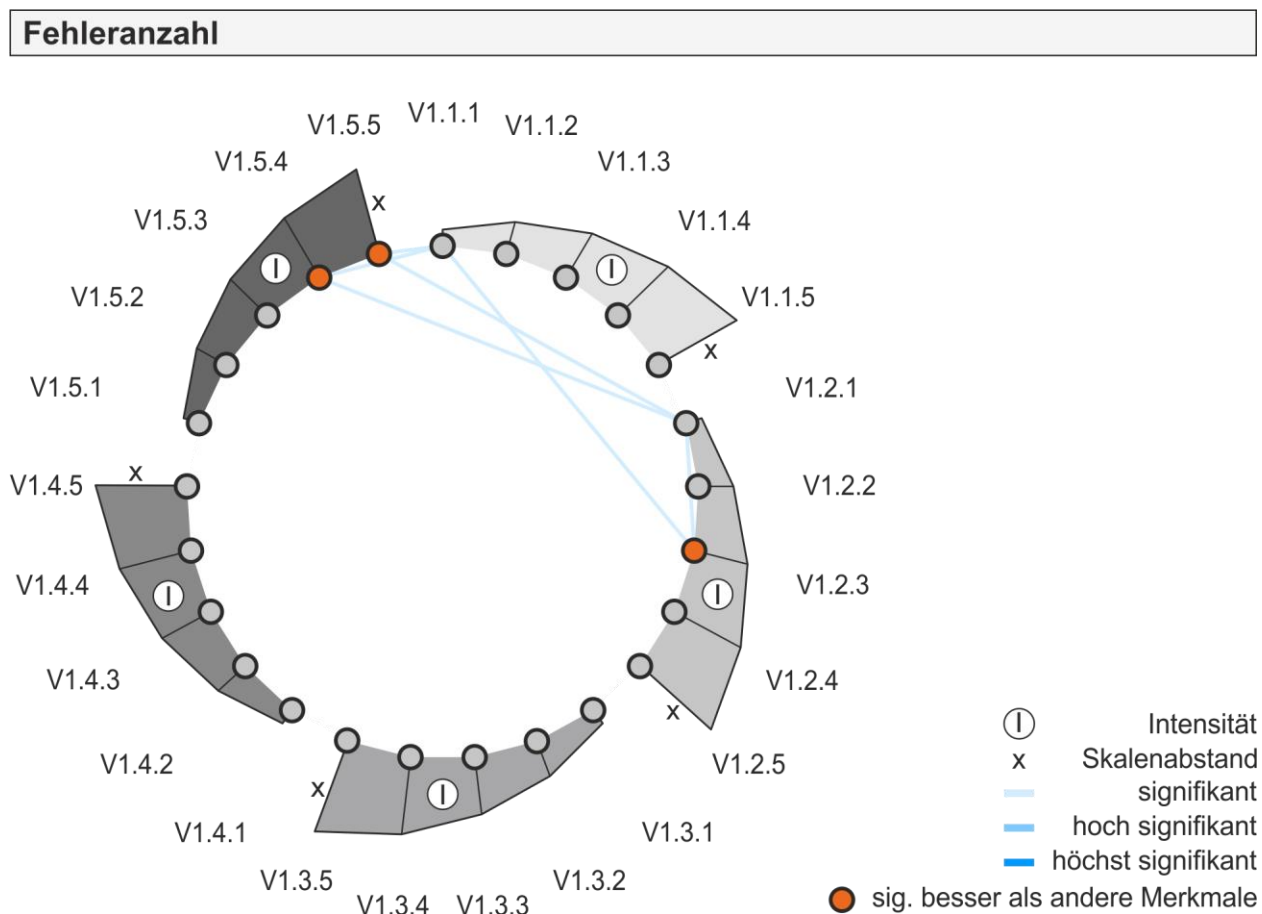 Fehleranzahl
V1.1.1
V1.1.2
V1.1.3
V1.1.4
V1.1.5
V1.2.1
V1.2.2
V1.2.3
V1.2.4
V1.2.5
V1.3.1
V1.3.2
V1.3.3
V1.3.4
V1.3.5
V1.4.1
V1.4.2
V1.4.3
V1.4.4
V1.4.5
V1.5.1
V1.5.2
V1.5.3
V1.5.4
V1.5.5
x
I
x
I
x
I
x
I
x
I
I Intensität
x Skalenabstand
signifikant
hoch signifikant
höchst signifikant
sig. besser als andere Merkmale